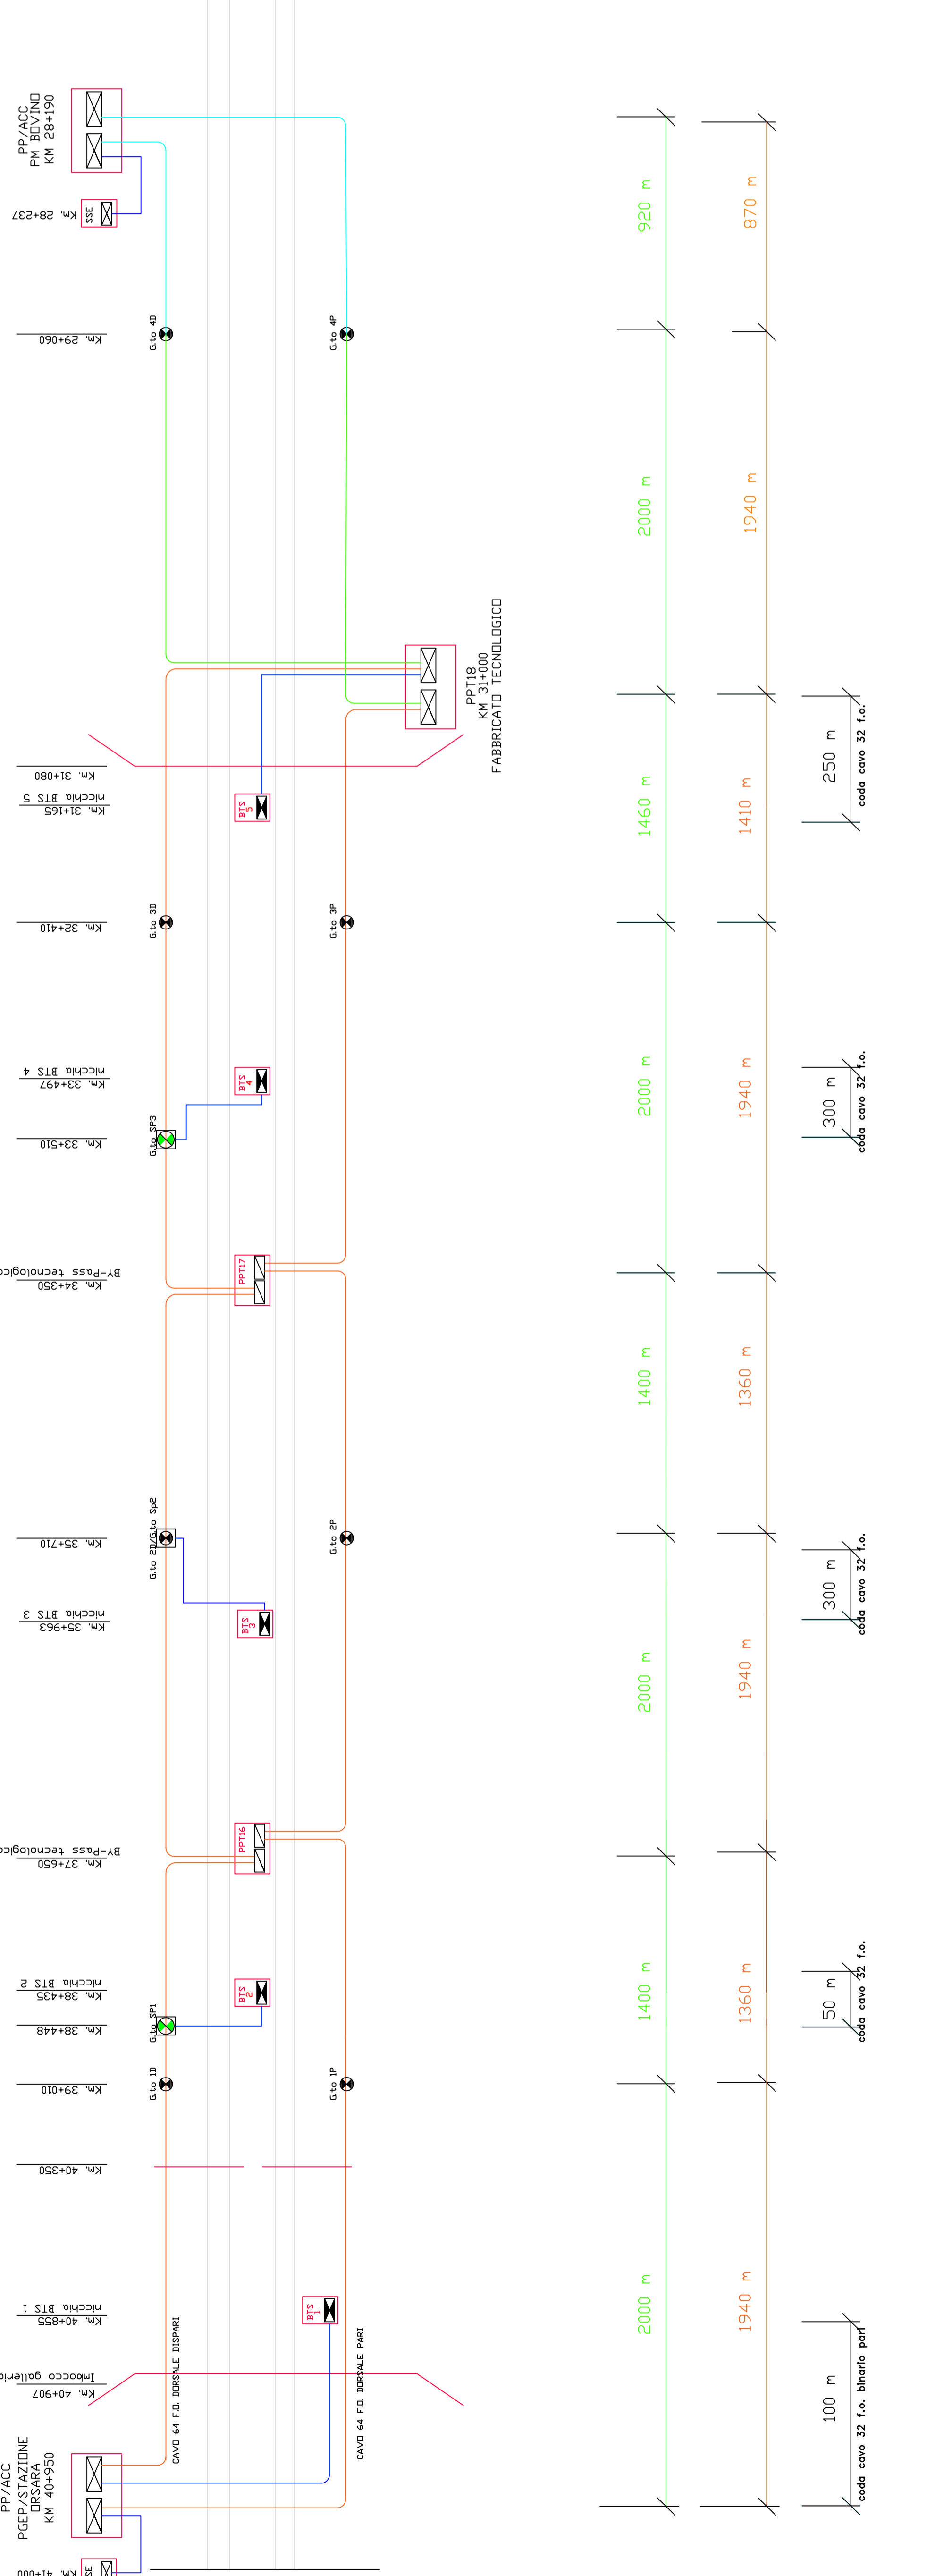 PP/ACC
PM BOVINO
KM 28+190
SSE
Km. 28+237
Km. 29+060
G.to 4D
G.to 4P
920 m
870 m
2000 m
1940 m
PPT18
KM 31+000
FABBRICATO TECNOLOGICO
Km. 31+080
nicchia BTS 5
Km. 31+165
BTS
5
1460 m
1410 m
250 m
coda cavo 32 f.o.
Km. 32+410
G.to 3D
G.to 3P
nicchia BTS 4
Km. 33+497
BTS
4
Km. 33+510
G.to SP3
2000 m
1940 m
300 m
coda cavo 32 f.o.
BY-Pass tecnologico
Km. 34+350
PPT17
1400 m
1360 m
Km. 35+710
G.to 2D/G.to Sp2
G.to 2P
nicchia BTS 3
Km. 35+963
BTS
3
300 m
coda cavo 32 f.o.
2000 m
1940 m
BY-Pass tecnologico
Km. 37+650
PPT16
nicchia BTS 2
Km. 38+435
BTS
2
Km. 38+448
G.to SP1
1400 m
1360 m
50 m
coda cavo 32 f.o.
Km. 39+010
G.to 1D
G.to 1P
Km. 40+350
nicchia BTS 1
Km. 40+855
BTS
1
2000 m
1940 m
100 m
coda cavo 32 f.o. binario pari
Imbocco galleria
Km. 40+907
CAVO 64 F.O. DORSALE DISPARI
CAVO 64 F.O. DORSALE PARI
PP/ACC
PGEP/STAZIONE
ORSARA
KM 40+950
Km. 41+000